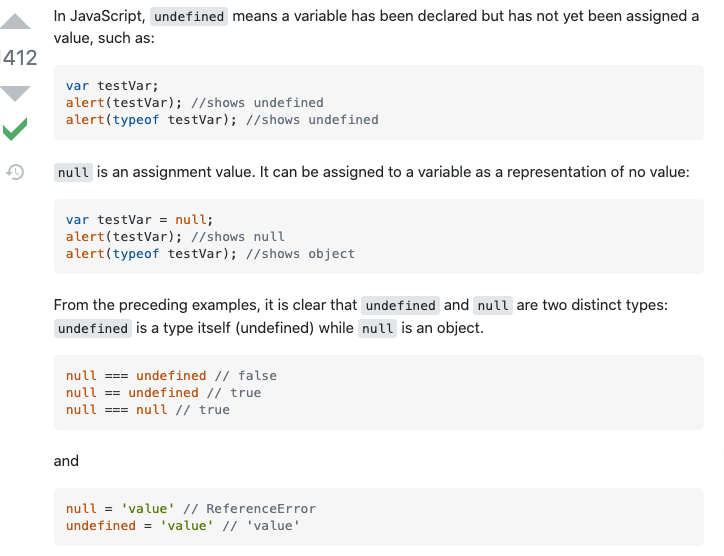 In JavaScript, undefined means a variable has been declared but has not yet been assigned a
value, such as:
412
var testVar;
alert(testVar); //shows undefined
alert(typeof testVar); //shows undefined
null is an assignment value. It can be assigned to a variable as a representation of no value:
var testVar = null;
alert(testVar); //shows null
alert(typeof testVar); //shows object
From the preceding examples, it is clear that undefined and null are two distinct types:
undefined is a type itself (undefined) while null is an object.
null === undefined // false
null == undefined // true
null === null // true
and
null = 'value' // ReferenceError
undefined = 'value' // 'value'